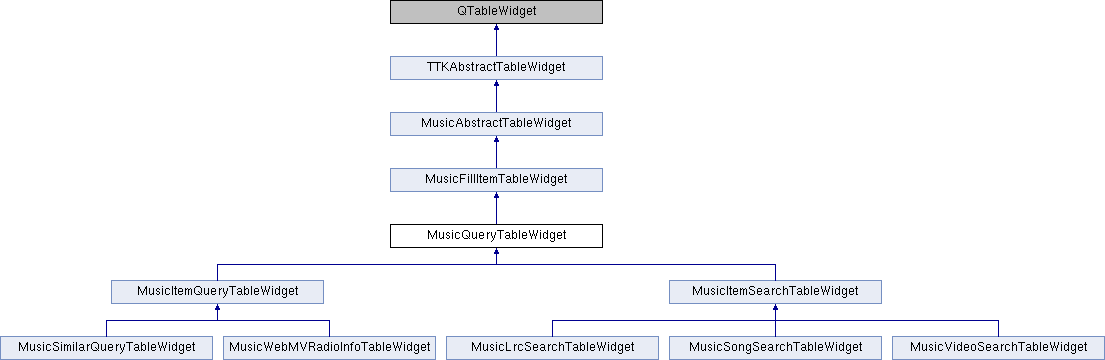 QTableWidget
TTKAbstractTableWidget
MusicAbstractTableWidget
MusicFillItemTableWidget
MusicQueryTableWidget
MusicItemQueryTableWidget MusicItemSearchTableWidget
MusicSimilarQueryTableWidget MusicWebMVRadioInfoTableWidget MusicLrcSearchTableWidget MusicSongSearchTableWidget MusicVideoSearchTableWidget